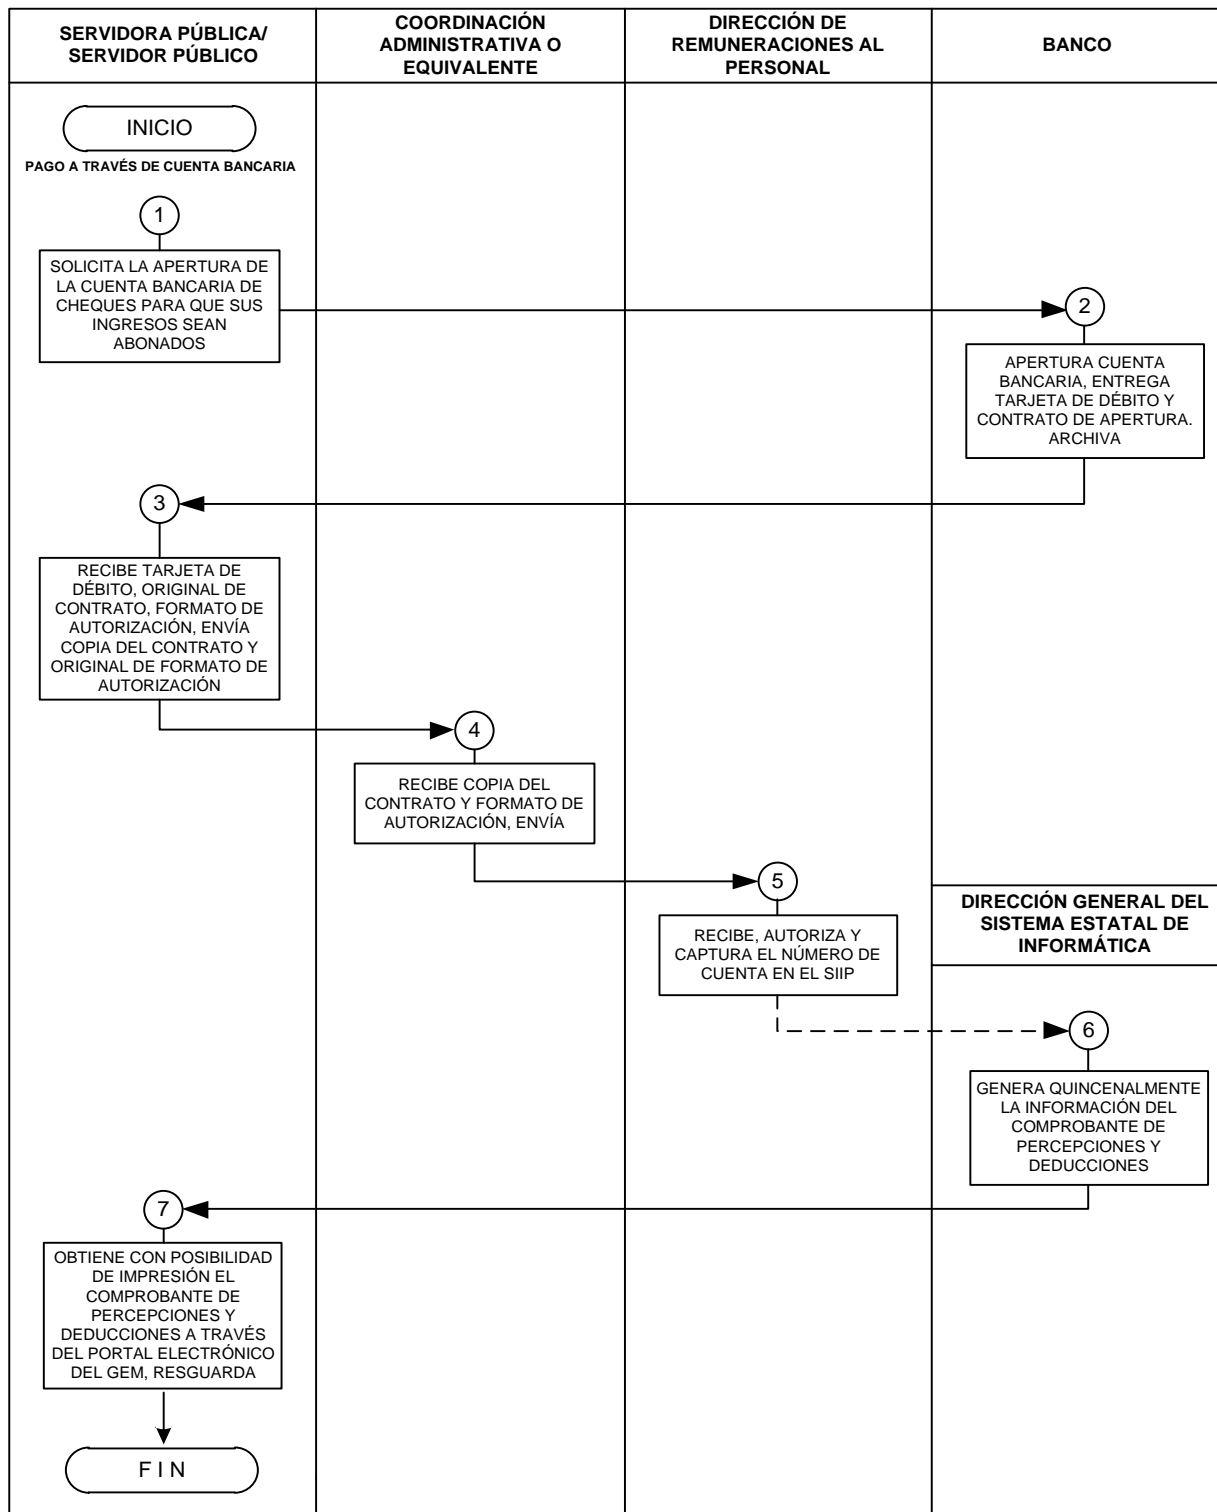 SERVIDORA PÚBLICA/
SERVIDOR PÚBLICO
COORDINACIÓN
ADMINISTRATIVA O
EQUIVALENTE
DIRECCIÓN DE
REMUNERACIONES AL
PERSONAL
BANCO
INICIO
PAGO A TRAVÉS DE CUENTA BANCARIA
1
SOLICITA LA APERTURA DE
LA CUENTA BANCARIA DE
CHEQUES PARA QUE SUS
INGRESOS SEAN
ABONADOS
2
APERTURA CUENTA
BANCARIA, ENTREGA
TARJETA DE DÉBITO Y
CONTRATO DE APERTURA.
ARCHIVA
3
RECIBE TARJETA DE
DÉBITO, ORIGINAL DE
CONTRATO, FORMATO DE
AUTORIZACIÓN, ENVÍA
COPIA DEL CONTRATO Y
ORIGINAL DE FORMATO DE
AUTORIZACIÓN
4
RECIBE COPIA DEL
CONTRATO Y FORMATO DE
AUTORIZACIÓN, ENVÍA
5
RECIBE, AUTORIZA Y
CAPTURA EL NÚMERO DE
CUENTA EN EL SIIP
DIRECCIÓN GENERAL DEL
SISTEMA ESTATAL DE
INFORMÁTICA
6
GENERA QUINCENALMENTE
LA INFORMACIÓN DEL
COMPROBANTE DE
PERCEPCIONES Y
DEDUCCIONES
7
OBTIENE CON POSIBILIDAD
DE IMPRESIÓN EL
COMPROBANTE DE
PERCEPCIONES Y
DEDUCCIONES A TRAVÉS
DEL PORTAL ELECTRÓNICO
DEL GEM, RESGUARDA
F I N